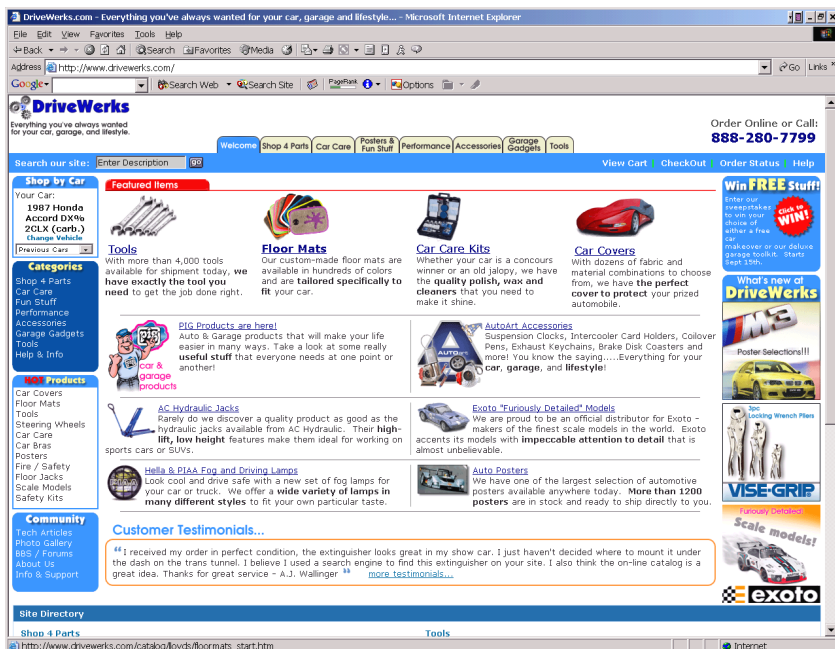 DriveWerks.com - Everything you've always wanted for your car, garage and lifestyle... - Microsoft Internet Explorer
File Edit View Favorites Tools Help
Back Search Favorites Media
Address http://www.drivewerks.com/ Go Links
Google Search Web Search Site PageRank Options
DriveWerks
Everything you've always wanted
for your car, garage, and lifestyle.
Order Online or Call:
888-280-7799
Welcome Shop 4 Parts Car Care Posters & Fun Stuff Performance Accessories Garage Gadgets Tools
Search our site: Enter Description go View Cart CheckOut Order Status Help
Shop by Car
Your Car:
1987 Honda
Accord DX%
2GLX (carb.)
Change Vehicle
Previous Cars
Categories
Shop 4 Parts
Car Care
Fun Stuff
Performance
Accessories
Garage Gadgets
Tools
Help & Info
HOT Products
Car Covers
Floor Mats
Tools
Steering Wheels
Car Care
Car Bras
Posters
Fire / Safety
Floor Jacks
Scale Models
Safety Kits
Community
Tech Articles
Photo Gallery
BBS / Forums
About Us
Info & Support
Featured Items
Tools
With more than 4,000 tools
available for shipment today, we
have exactly the tool you
need to get the job done right.
Floor Mats
Our custom-made floor mats are
available in hundreds of colors
and are tailored specifically to
fit your car.
Car Care Kits
Whether your car is a concours
winner or an old jalopy, we have
the quality polish, wax and
cleaners that you need to
make it shine.
Car Covers
With dozens of fabric and
material combinations to choose
from, we have the perfect
cover to protect your prized
automobile.
PIG
car &
garage
products
PIG Products are here!
Auto & Garage products that will make your life
easier in many ways. Take a look at some really
useful stuff that everyone needs at one point or
another!
AUTOart
AutoArt Accessories
Suspension Clocks, Intercooler Card Holders, Coilover
Pens, Exhaust Keychains, Brake Disk Coasters and
more! You know the saying.....Everything for your
car, garage, and lifestyle!
AC Hydraulic Jacks
Rarely do we discover a quality product as good as the
hydraulic jacks available from AC Hydraulic. Their high-
lift, low height features make them ideal for working on
sports cars or SUVs.
Exoto "Furiously Detailed" Models
We are proud to be an official distributor for Exoto -
makers of the finest scale models in the world. Exoto
accents its models with impeccable attention to detail that is
almost unbelievable.
PIAA
Hella & PIAA Fog and Driving Lamps
Look cool and drive safe with a new set of fog lamps for
your car or truck. We offer a wide variety of lamps in
many different styles to fit your own particular taste.
Auto Posters
We have one of the largest selection of automotive
posters available anywhere today. More than 1200
posters are in stock and ready to ship directly to you.
Customer Testimonials...
“I received my order in perfect condition, the extinguisher looks great in my show car. I just haven't decided where to mount it under
the dash on the trans tunnel. I believe I used a search engine to find this extinguisher on your site. I also think the on-line catalog is a
great idea. Thanks for great service - A.J. Wallinger ” more testimonials...
Win FREE Stuff!
Enter our
sweepstakes
to win your
choice of
either a free
car
makeover or our deluxe
garage toolkit. Starts
Sept 15th.
Click to
WIN!
What's new at
DriveWerks
M3
Poster Selections!!!
3pc
Locking Wrench Pliers
VISE-GRIP
Furiously Detailed!
Scale models!
exoto
Site Directory
Shop 4 Parts Tools
http://www.drivewerks.com/catalog/lloyds/floormats_start.htm Internet